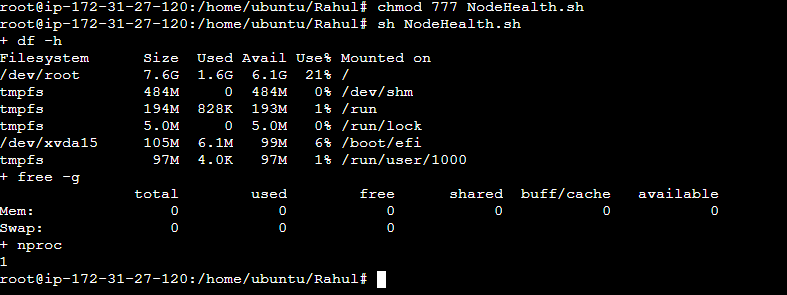 root@ip-172-31-27-120:/home/ubuntu/Rahul# chmod 777 NodeHealth.sh
root@ip-172-31-27-120:/home/ubuntu/Rahul# sh NodeHealth.sh
+ df -h
Filesystem      Size  Used Avail Use% Mounted on
/dev/root       7.6G  1.6G  6.1G  21% /
tmpfs           484M     0  484M   0% /dev/shm
tmpfs           194M  828K  193M   1% /run
tmpfs           5.0M     0  5.0M   0% /run/lock
/dev/xvda15     105M  6.1M   99M   6% /boot/efi
tmpfs            97M  4.0K   97M   1% /run/user/1000
+ free -g
               total        used        free      shared  buff/cache   available
Mem:               0           0           0           0           0           0
Swap:              0           0           0
+ nproc
1
root@ip-172-31-27-120:/home/ubuntu/Rahul#